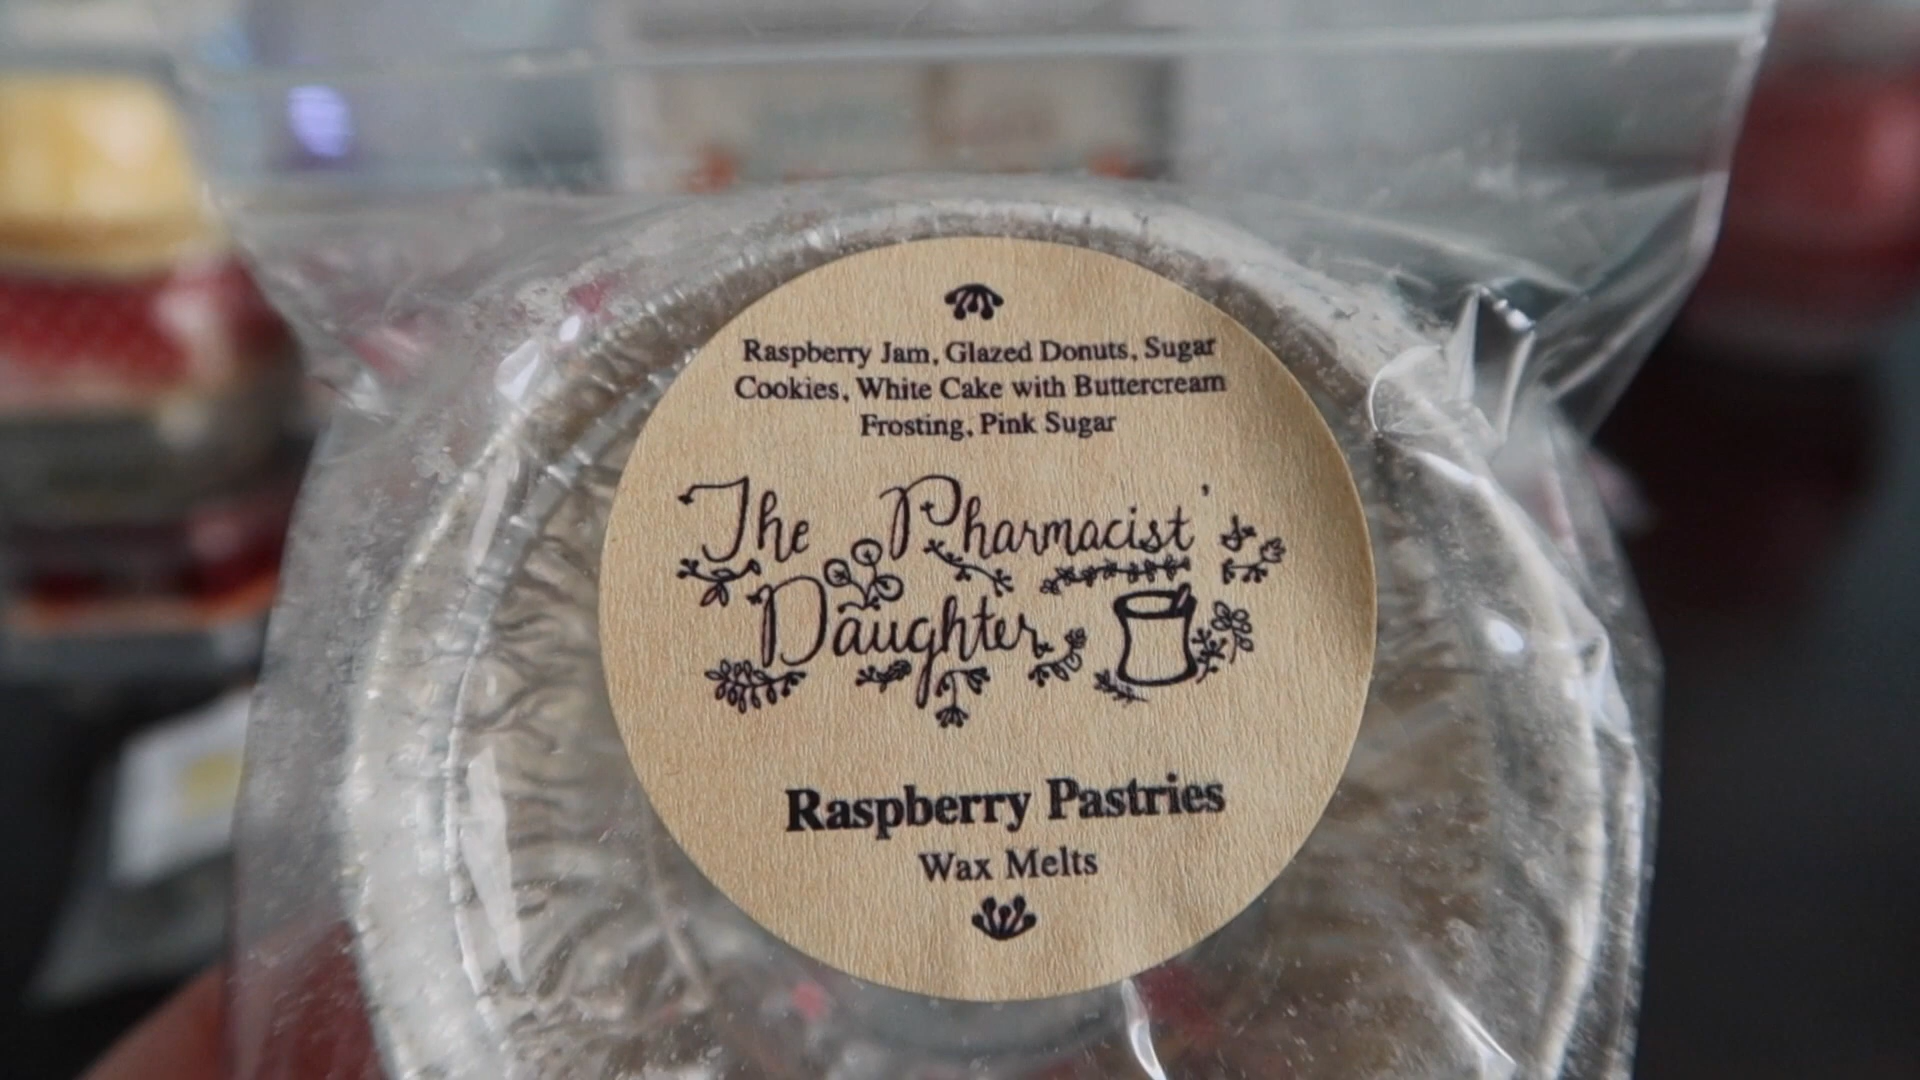 Raspberry Jam, Glazed Donuts, Sugar
Cookies, White Cake with Buttercream
Frosting, Pink Sugar
The Pharmacist'
Daughter
Raspberry Pastries
Wax Melts